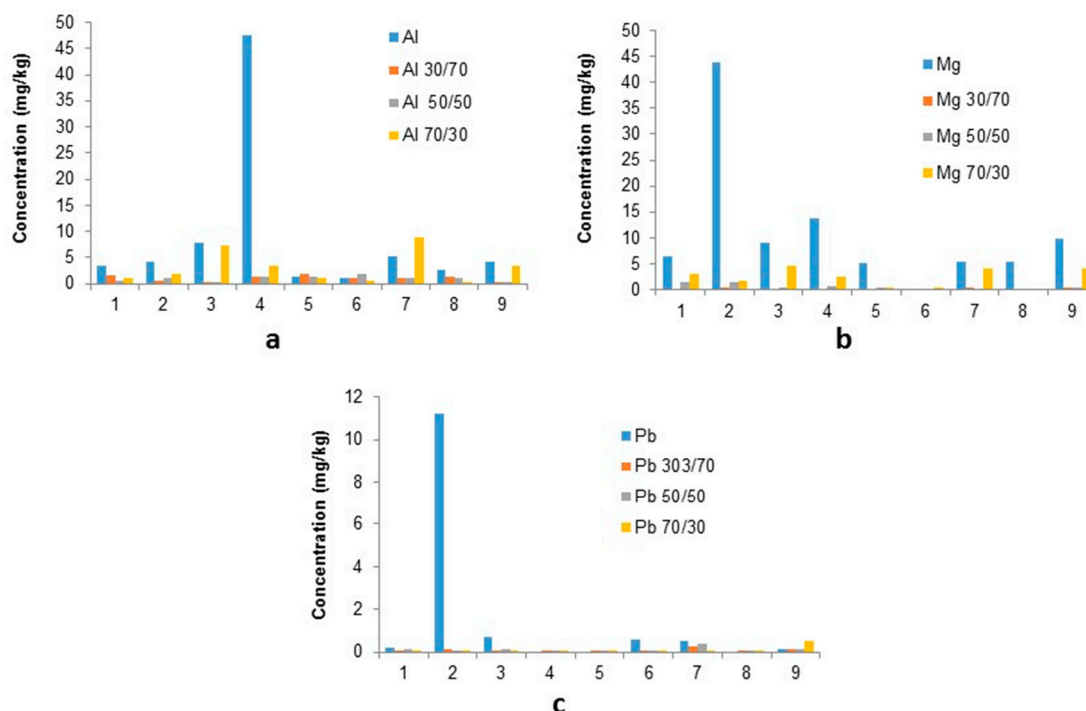 Concentration (mg/kg)
50
45
40
35
30
25
20
15
10
5
0
Al
Al 30/70
Al 50/50
Al 70/30
1 2 3 4 5 6 7 8 9
a
Concentration (mg/kg)
50
45
40
35
30
25
20
15
10
5
0
Mg
Mg 30/70
Mg 50/50
Mg 70/30
1 2 3 4 5 6 7 8 9
b
Concentration (mg/kg)
12
10
8
6
4
2
0
Pb
Pb 303/70
Pb 50/50
Pb 70/30
1 2 3 4 5 6 7 8 9
c